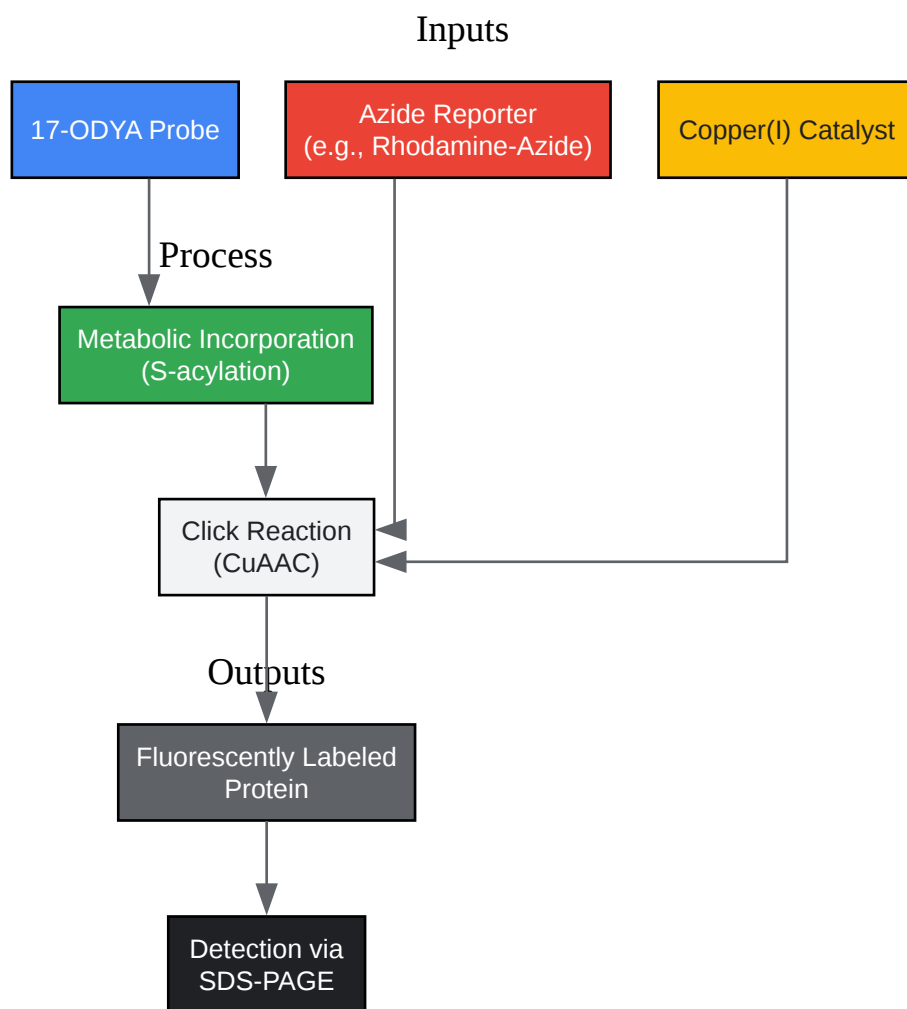 Inputs
17-ODYA Probe
Azide Reporter
(e.g., Rhodamine-Azide)
Copper(I) Catalyst
Process
Metabolic Incorporation
(S-acylation)
Click Reaction
(CuAAC)
Outputs
Fluorescently Labeled
Protein
Detection via
SDS-PAGE